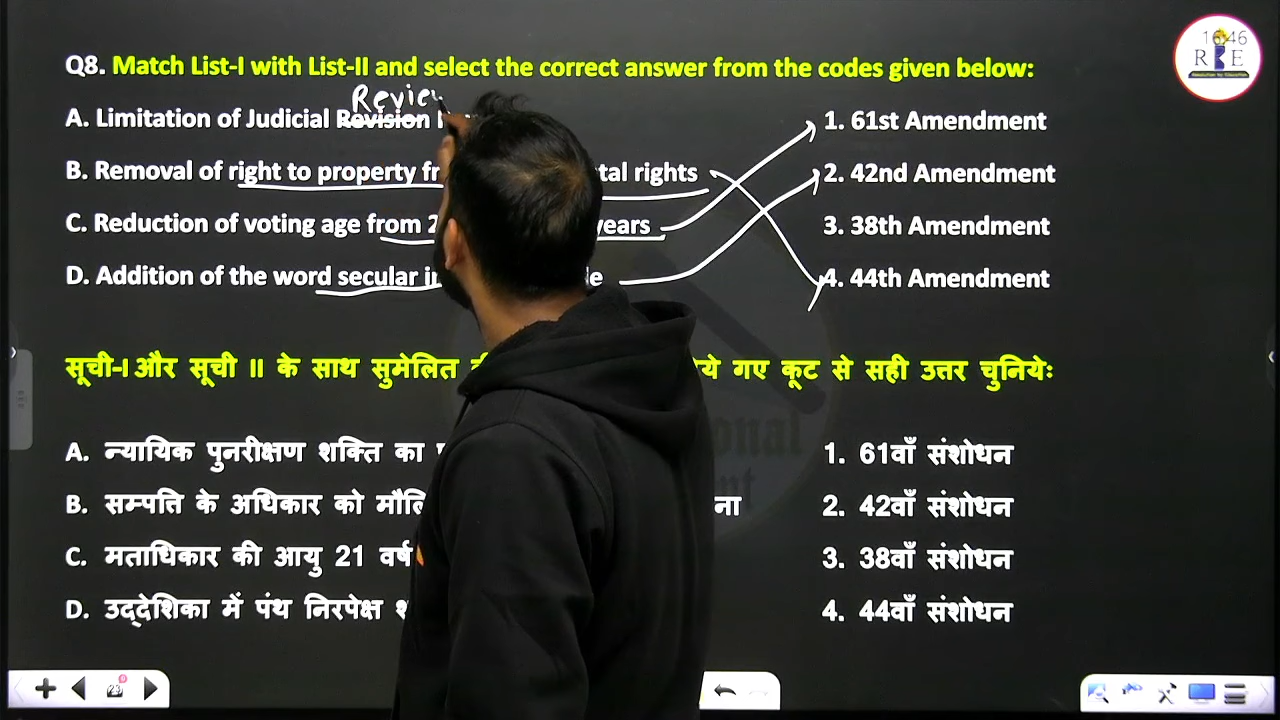 Q8. Match List-I with List-II and select the correct answer from the codes given below:
Review
A. Limitation of Judicial Revision
1. 61st Amendment
B. Removal of right to property rights
2. 42nd Amendment
C. Reduction of voting age from years
3. 38th Amendment
D. Addition of the word secular
4. 44th Amendment
सूची-I और सूची II के साथ सुमेलित गए कूट से सही उत्तर चुनियेः
A. न्यायिक पुनरीक्षण शक्ति का
1. 61वाँ संशोधन
B. सम्पति के अधिकार को
2. 42वाँ संशोधन
C. मताधिकार की आयु 21 वर्ष
3. 38वाँ संशोधन
D. उद्देशिका में पंथ निरपेक्ष
4. 44वाँ संशोधन
16:46
R E
23